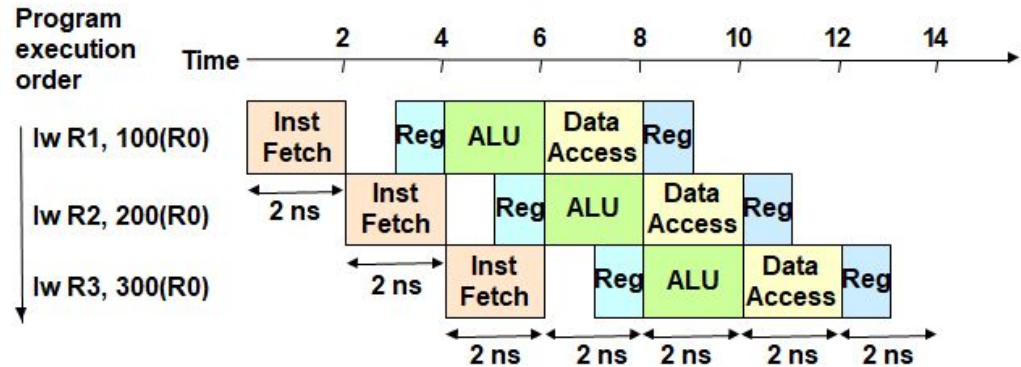 Program
execution
order
Time
2 4 6 8 10 12 14
lw R1, 100(R0)
Inst
Fetch
Reg
ALU
Data
Access
Reg
2 ns
lw R2, 200(R0)
Inst
Fetch
Reg
ALU
Data
Access
Reg
2 ns
lw R3, 300(R0)
Inst
Fetch
Reg
ALU
Data
Access
Reg
2 ns 2 ns 2 ns 2 ns 2 ns